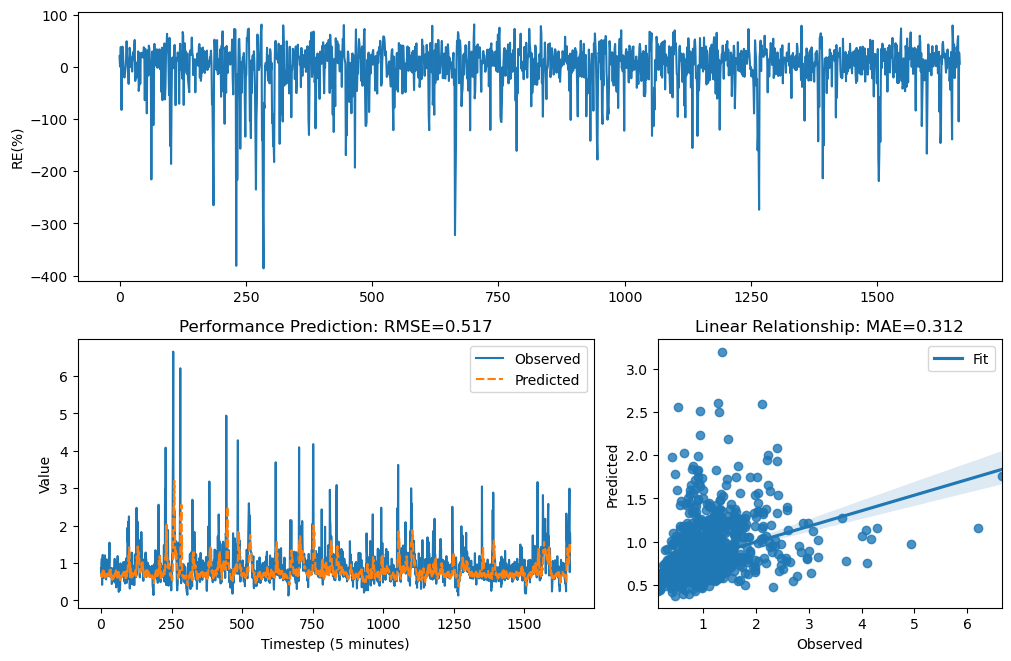 100
0
−100
−200
−300
−400
RE(%)
0 250 500 750 1000 1250 1500
Performance Prediction: RMSE=0.517
Observed
Predicted
6
5
4
3
2
1
0
Value
0 250 500 750 1000 1250 1500
Timestep (5 minutes)
Linear Relationship: MAE=0.312
Fit
3.0
2.5
2.0
1.5
1.0
0.5
Predicted
1 2 3 4 5 6
Observed